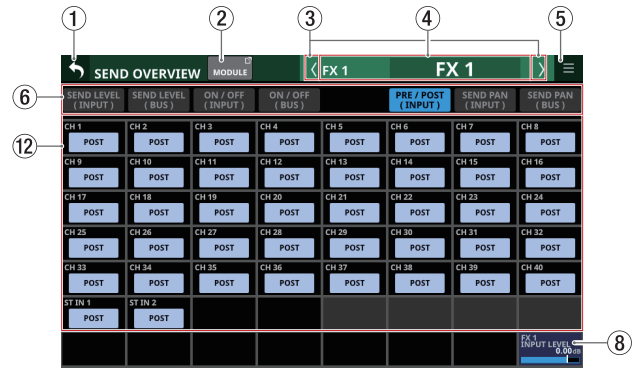 ① ② ③ ④ ⑤
SEND OVERVIEW MODULE FX 1 FX 1
⑥
SEND LEVEL SEND LEVEL ON / OFF ON / OFF PRE / POST SEND PAN SEND PAN
( INPUT ) ( BUS ) ( INPUT ) ( BUS ) ( INPUT ) ( INPUT ) ( BUS )
⑫
CH 1 CH 2 CH 3 CH 4 CH 5 CH 6 CH 7 CH 8
POST POST POST POST POST POST POST POST
CH 9 CH 10 CH 11 CH 12 CH 13 CH 14 CH 15 CH 16
POST POST POST POST POST POST POST POST
CH 17 CH 18 CH 19 CH 20 CH 21 CH 22 CH 23 CH 24
POST POST POST POST POST POST POST POST
CH 25 CH 26 CH 27 CH 28 CH 29 CH 30 CH 31 CH 32
POST POST POST POST POST POST POST POST
CH 33 CH 34 CH 35 CH 36 CH 37 CH 38 CH 39 CH 40
POST POST POST POST POST POST POST POST
ST IN 1 ST IN 2
POST POST
FX 1
INPUT LEVEL
0.00 dB
⑧